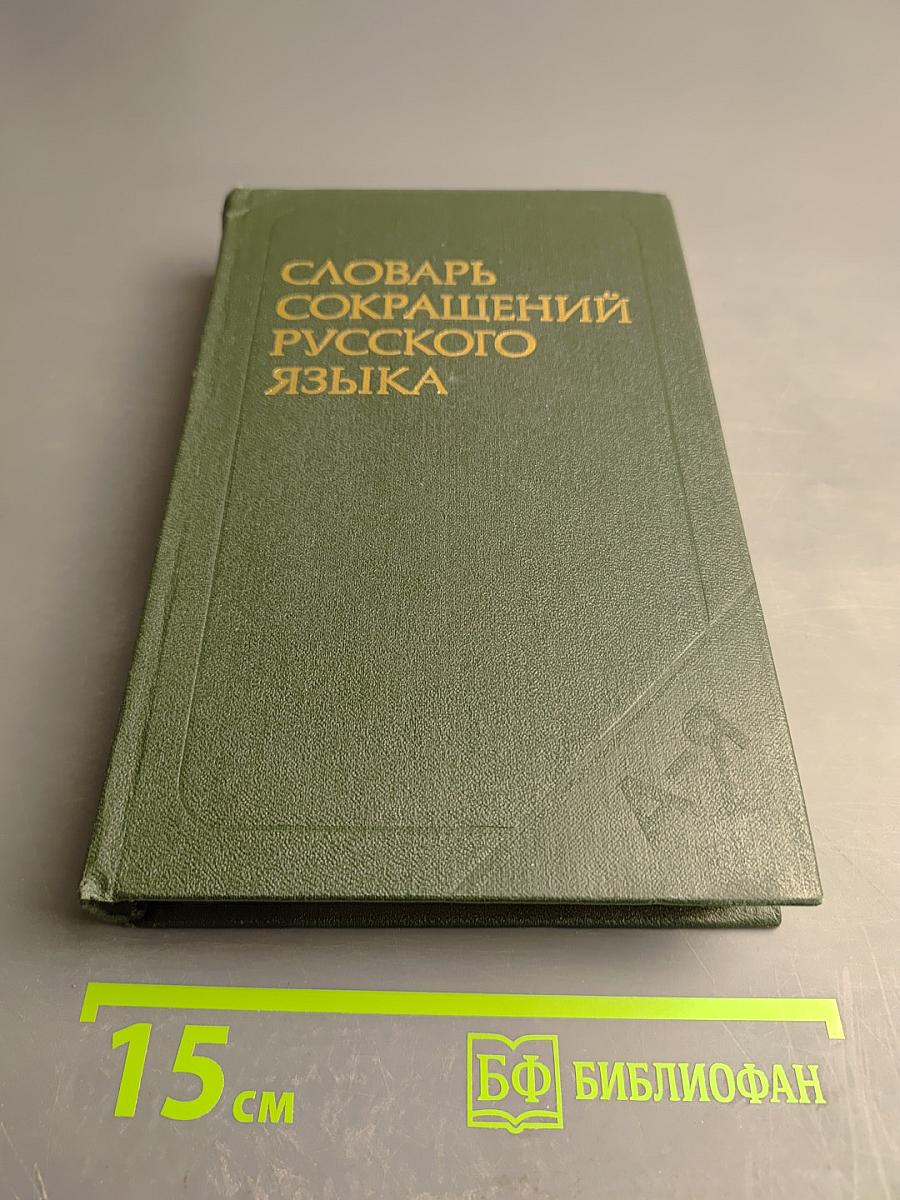 СЛОВАРЬ
СОКРАЩЕНИЙ
РУССКОГО
ЯЗЫКА
А-Я
15 см
БФ БИБЛИОФАН